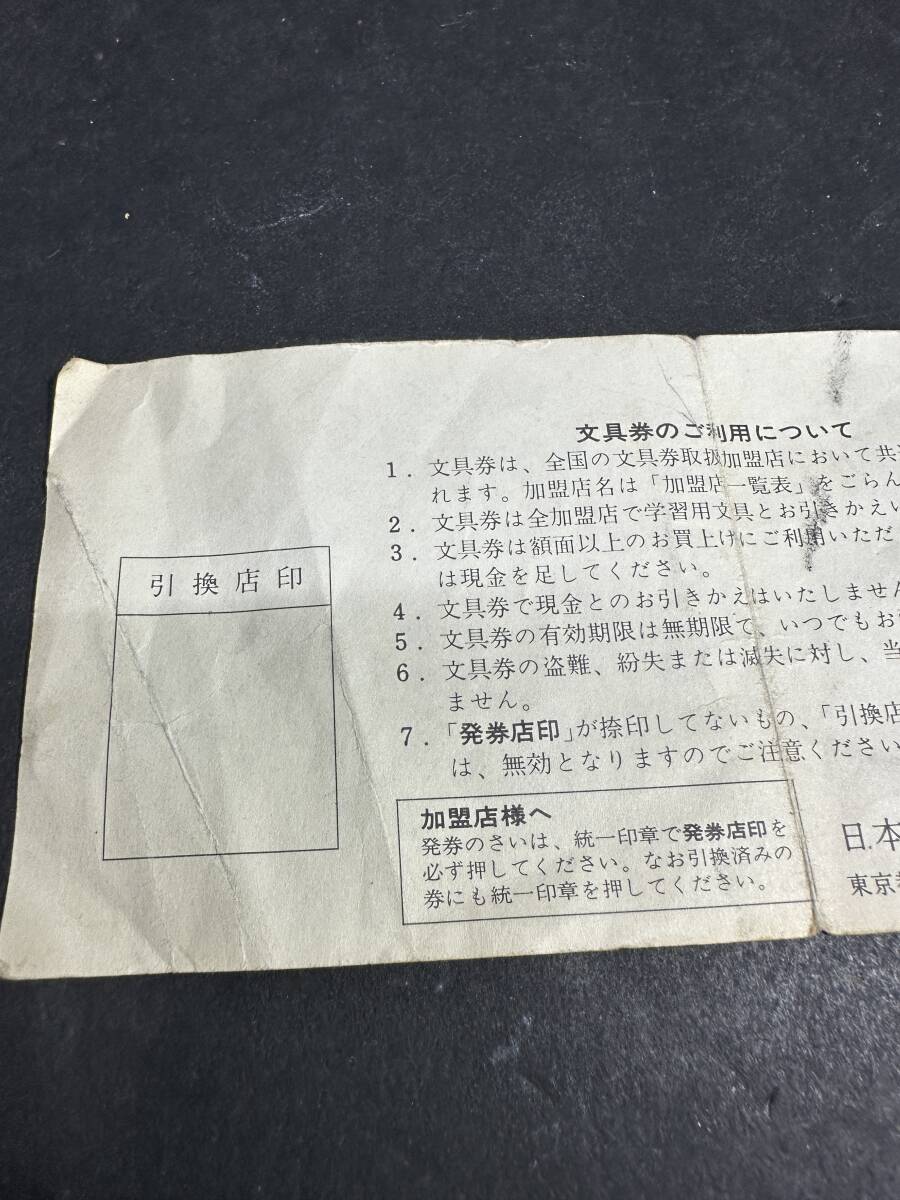 文具券のご利用について
1. 文具券は、全国の文具券取扱加盟店において共
れます。加盟店名は「加盟店一覧表」をごらん
2. 文具券は全加盟店で学習用文具とお引きかえい
3. 文具券は額面以上のお買上げにご利用いただ
は現金を足してください。
4. 文具券で現金とのお引きかえはいたしません
5. 文具券の有効期限は無期限で、いつでもお
6. 文具券の盗難、紛失または滅失に対し、当
ません。
7. 「発券店印」が捺印してないもの、「引換店
は、無効となりますのでご注意ください
引換店印
加盟店様へ
発券のさいは、統一印章で発券店印を
必ず押してください。なお引換済みの
券にも統一印章を押してください。
日本
東京